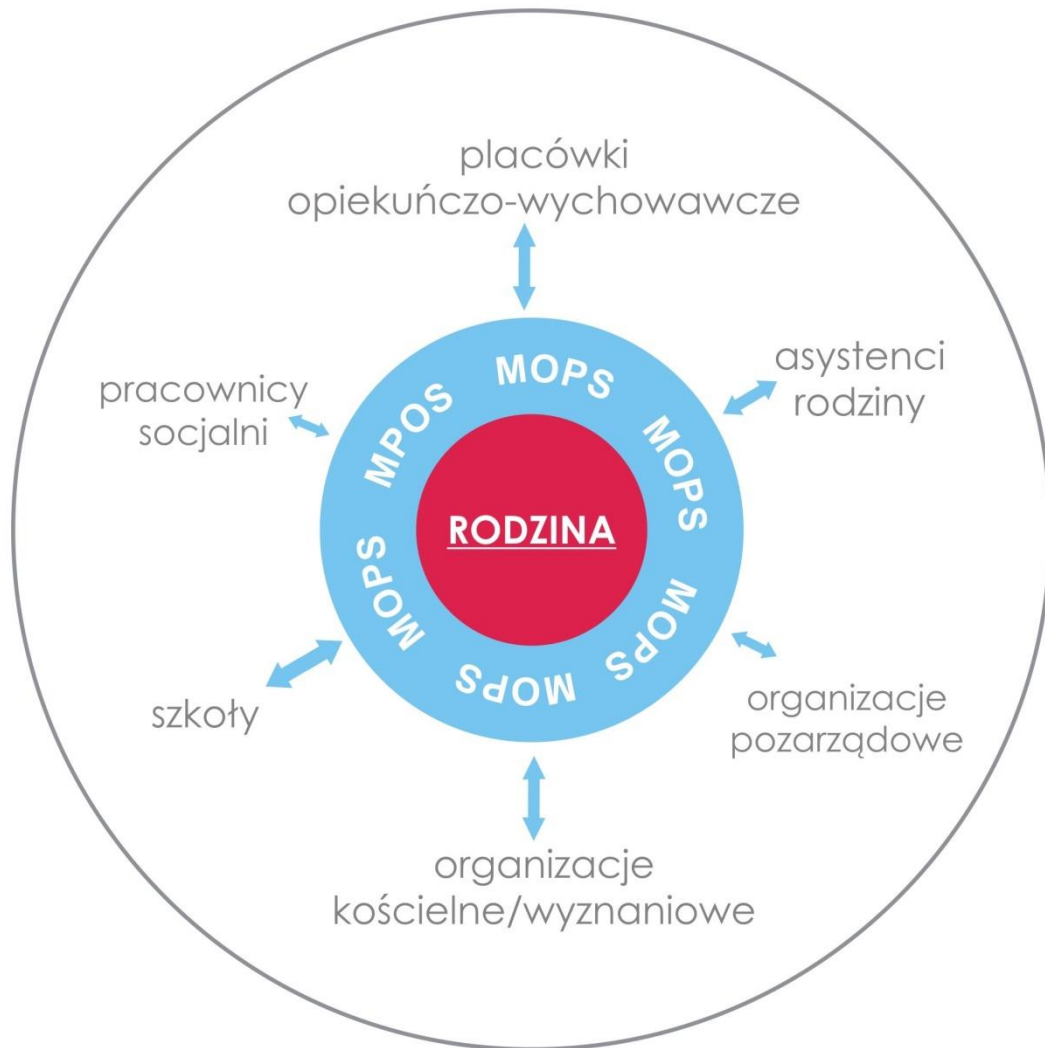 placówki
opiekuńczo-wychowawcze
asystenci
rodziny
pracownicy
socjalni
MPOS
MOPS
MOPS
MOPS
MOPS
MOPS
RODZINA
szkoły
organizacje
pozarządowe
organizacje
kościelne/wyznaniowe